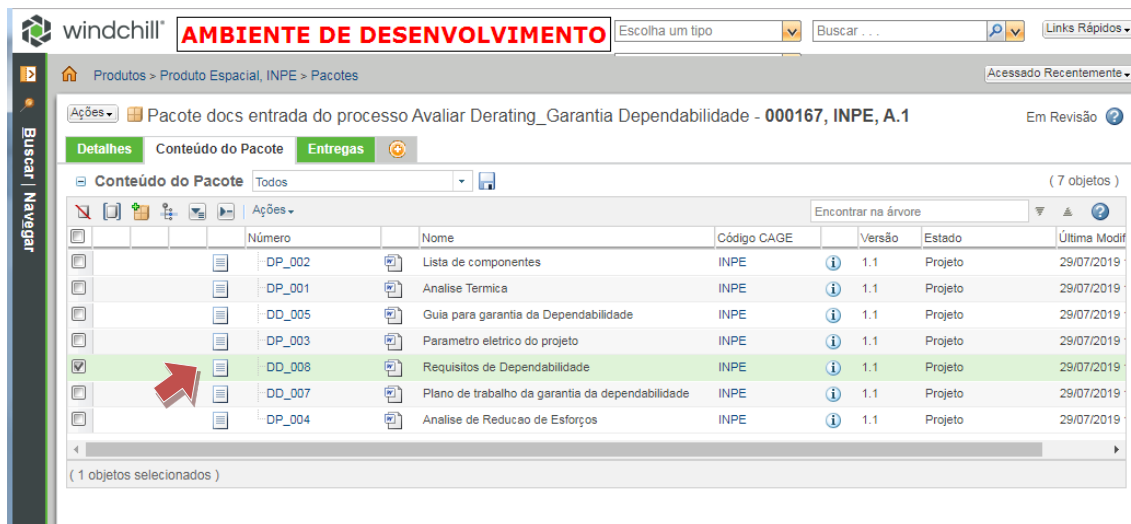 windchill® AMBIENTE DE DESENVOLVIMENTO Escolha um tipo Buscar . . . Links Rápidos
Produtos > Produto Espacial, INPE > Pacotes Acessado Recentemente
Ações Pacote docs entrada do processo Avaliar Derating_Garantia Dependabilidade - 000167, INPE, A.1 Em Revisão
Detalhes Conteúdo do Pacote Entregas
Buscar | Navegar
Conteúdo do Pacote Todos ( 7 objetos )
Ações Encontrar na árvore
Número Nome Código CAGE Versão Estado Última Modif
DP_002 Lista de componentes INPE 1.1 Projeto 29/07/2019
DP_001 Analise Termica INPE 1.1 Projeto 29/07/2019
DD_005 Guia para garantia da Dependabilidade INPE 1.1 Projeto 29/07/2019
DP_003 Parametro eletrico do projeto INPE 1.1 Projeto 29/07/2019
DD_008 Requisitos de Dependabilidade INPE 1.1 Projeto 29/07/2019
DD_007 Plano de trabalho da garantia da dependabilidade INPE 1.1 Projeto 29/07/2019
DP_004 Analise de Reducao de Esforços INPE 1.1 Projeto 29/07/2019
( 1 objetos selecionados )